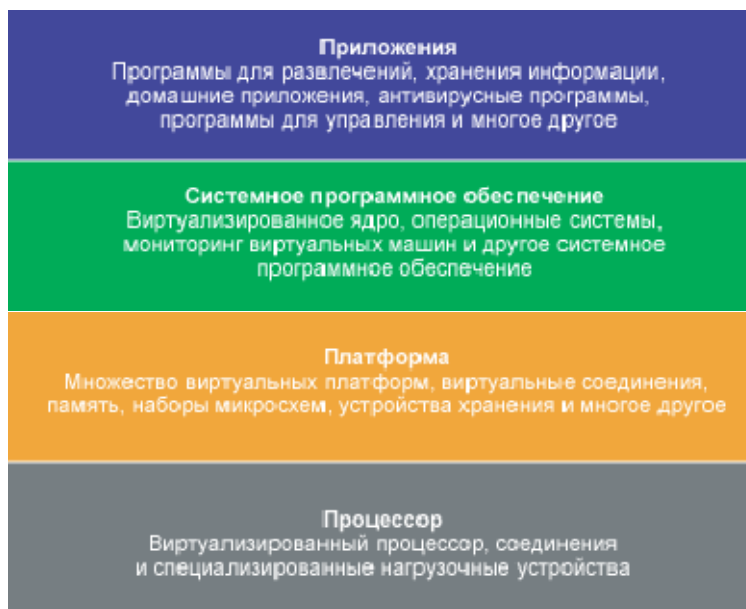 Приложения
Программы для развлечений, хранения информации,
домашние приложения, антивирусные программы,
программы для управления и многое другое
Системное программное обеспечение
Виртуализированное ядро, операционные системы,
мониторинг виртуальных машин и другое системное
программное обеспечение
Платформа
Множество виртуальных платформ, виртуальные соединения,
память, наборы микросхем, устройства хранения и многое другое
Процессор
Виртуализированный процессор, соединения
и специализированные нагрузочные устройства